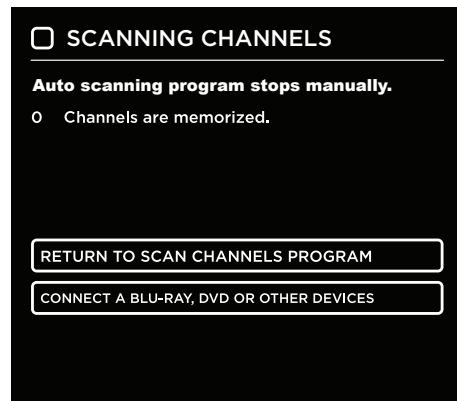 SCANNING CHANNELS
Auto scanning program stops manually.
0 Channels are memorized.
RETURN TO SCAN CHANNELS PROGRAM
CONNECT A BLU-RAY, DVD OR OTHER DEVICES